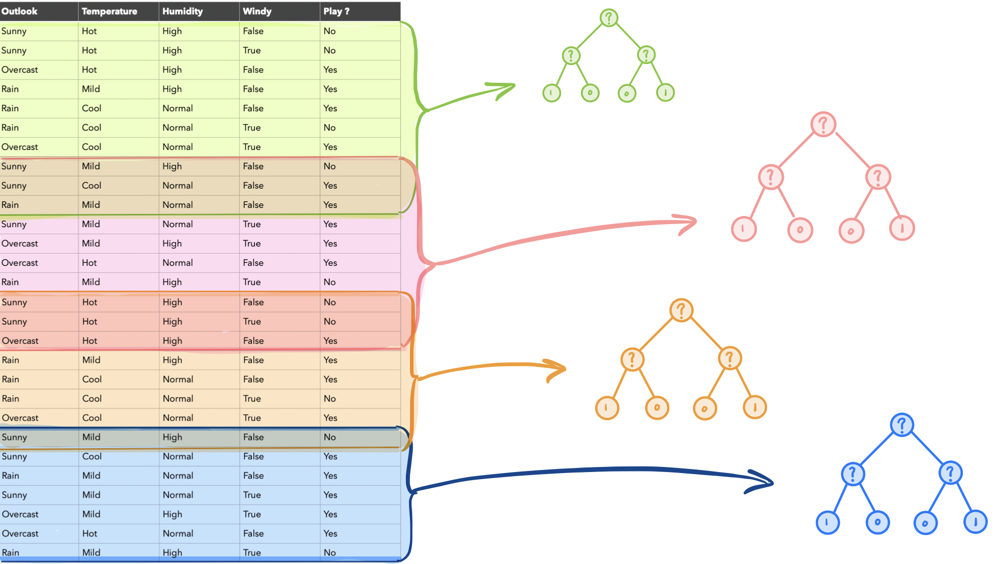 Outlook Temperature Humidity Windy Play ?
Sunny Hot High False No
Sunny Hot High True No
Overcast Hot High False Yes
Rain Mild High False Yes
Rain Cool Normal False Yes
Rain Cool Normal True No
Overcast Cool Normal True Yes
Sunny Mild High False No
Sunny Cool Normal False Yes
Rain Mild Normal False Yes
Sunny Mild Normal True Yes
Overcast Mild High True Yes
Overcast Hot Normal False Yes
Rain Mild High True No
Sunny Hot High False No
Sunny Hot High True No
Overcast Hot High False Yes
Rain Mild High False Yes
Rain Cool Normal False Yes
Rain Cool Normal True No
Overcast Cool Normal True Yes
Sunny Mild High False No
Sunny Cool Normal False Yes
Rain Mild Normal False Yes
Sunny Mild Normal True Yes
Overcast Mild High True Yes
Overcast Hot Normal False Yes
Rain Mild High True No
?
? ?
1 0 0 1
?
? ?
1 0 0 1
?
? ?
1 0 0 1
?
? ?
1 0 0 1